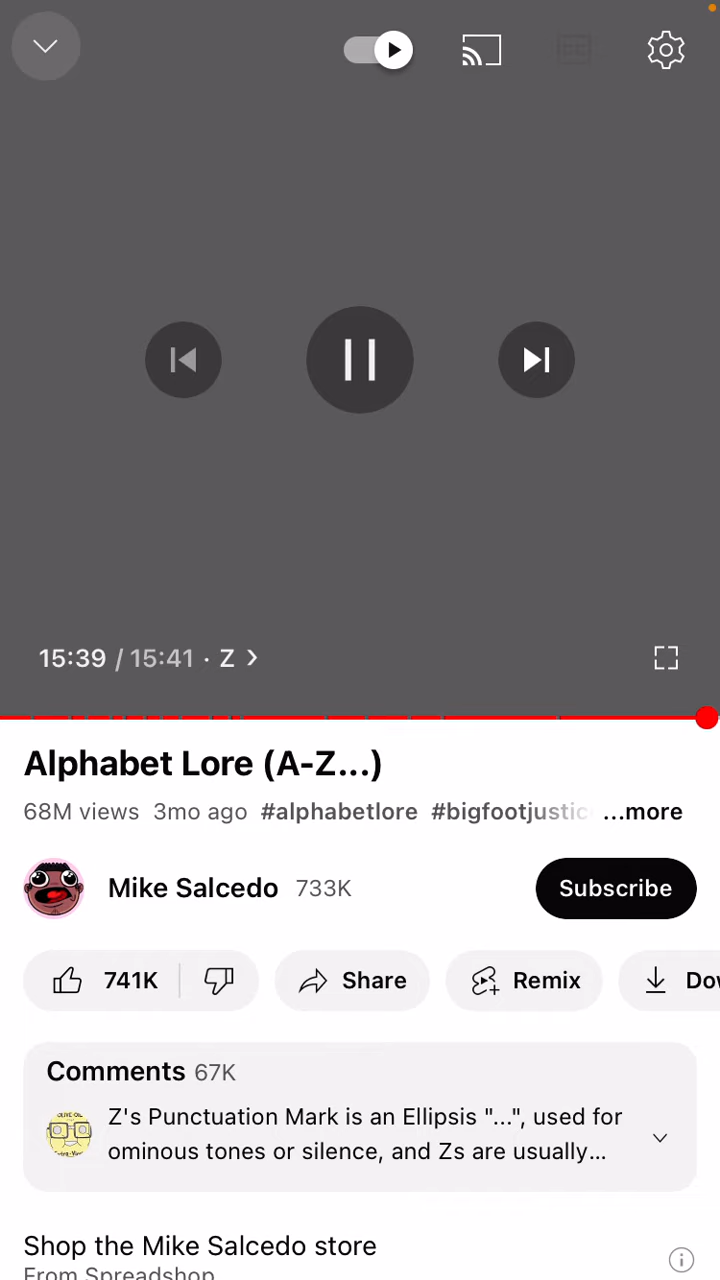 15:39 / 15:41 · Z
Alphabet Lore (A-Z...)
68M views 3mo ago #alphabetlore #bigfootjustic ...more
Mike Salcedo 733K
Subscribe
741K
Share
Remix
Dow
Comments 67K
Z's Punctuation Mark is an Ellipsis "...", used for
ominous tones or silence, and Zs are usually...
Shop the Mike Salcedo store
From Spreadshop